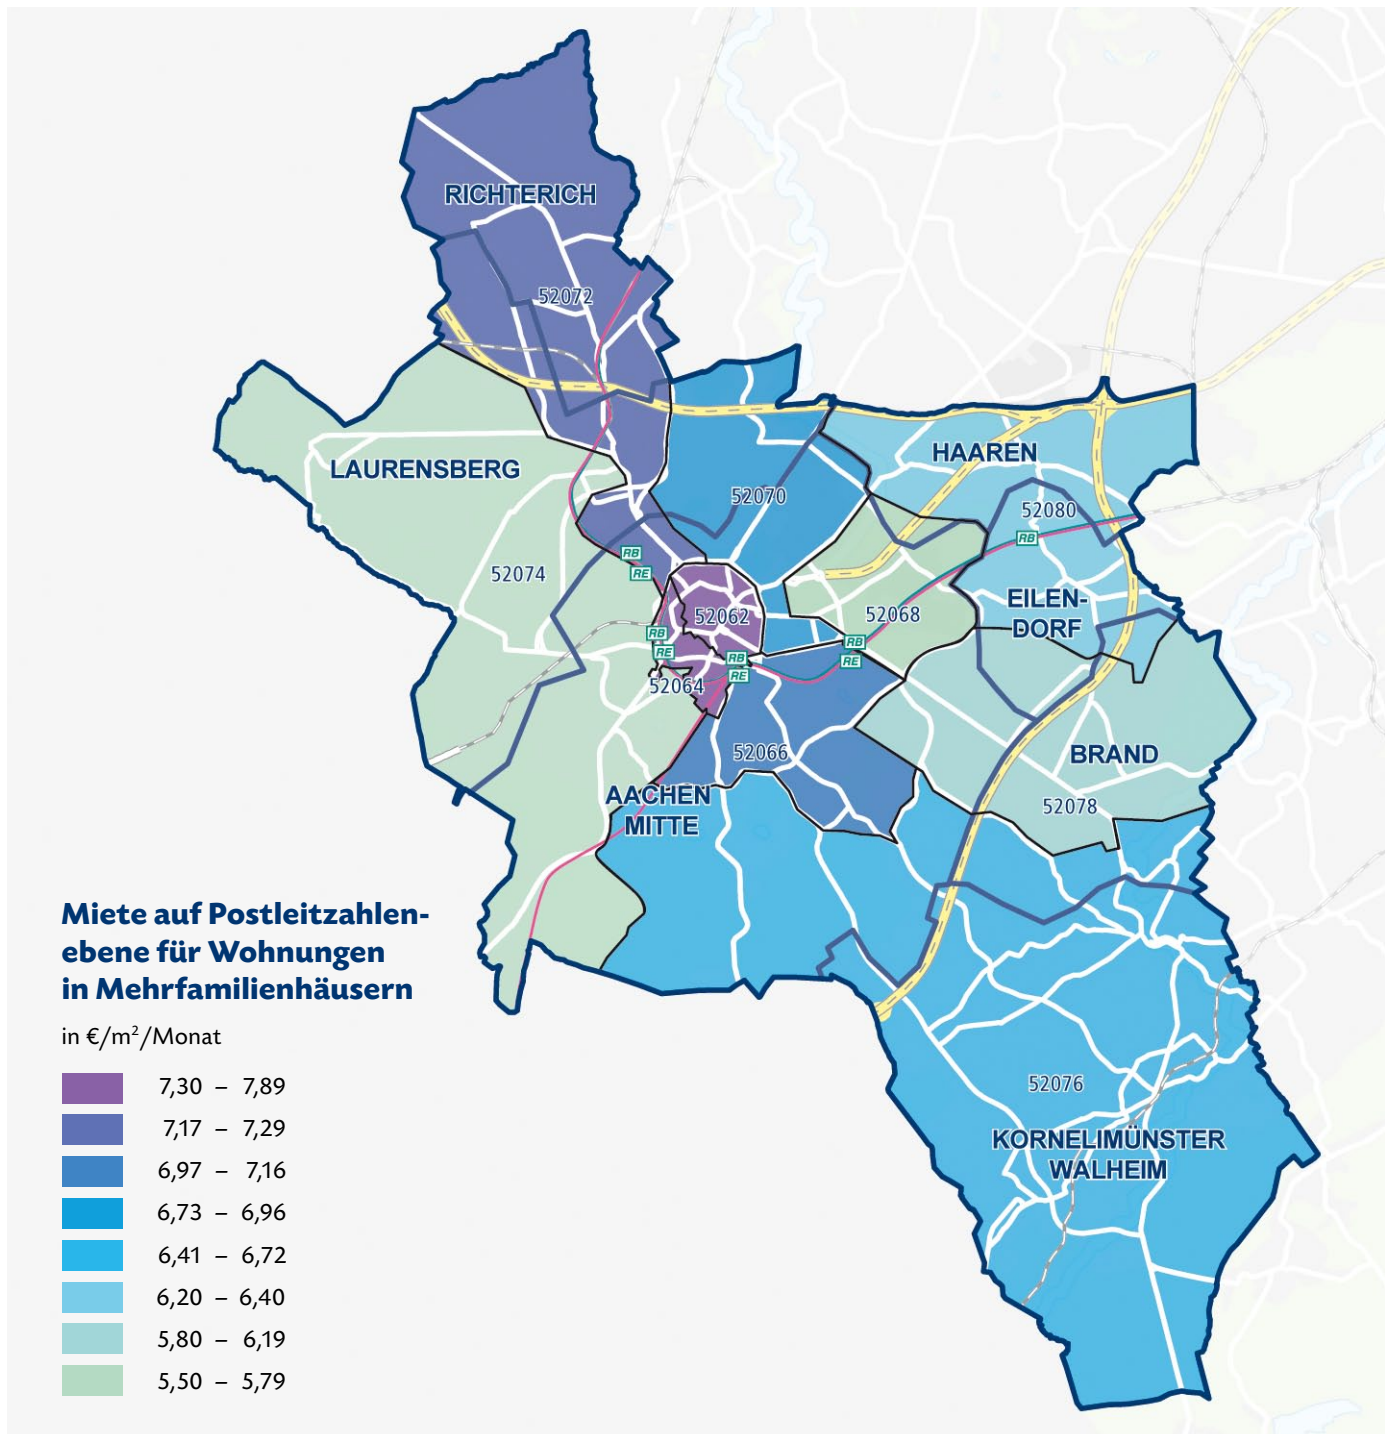 RICHTERICH
52072
LAURENSBERG
HAAREN
52070
52080
RB
RB
RE
52074
EILEN-
DORF
52062
52068
RB
RE
RB
RE
RB
RE
52064
52066
BRAND
AACHEN
MITTE
52078
52076
KORNELIMÜNSTER
WALHEIM
Miete auf Postleitzahlen-
ebene für Wohnungen
in Mehrfamilienhäusern
in €/m²/Monat
7,30 – 7,89
7,17 – 7,29
6,97 – 7,16
6,73 – 6,96
6,41 – 6,72
6,20 – 6,40
5,80 – 6,19
5,50 – 5,79